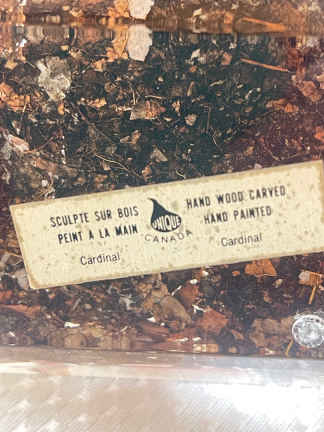 SCULPTE SUR BOIS
PEINT A LA MAIN
Cardinal
UNIQUE
CANADA
HAND WOOD CARVED
HAND PAINTED
Cardinal